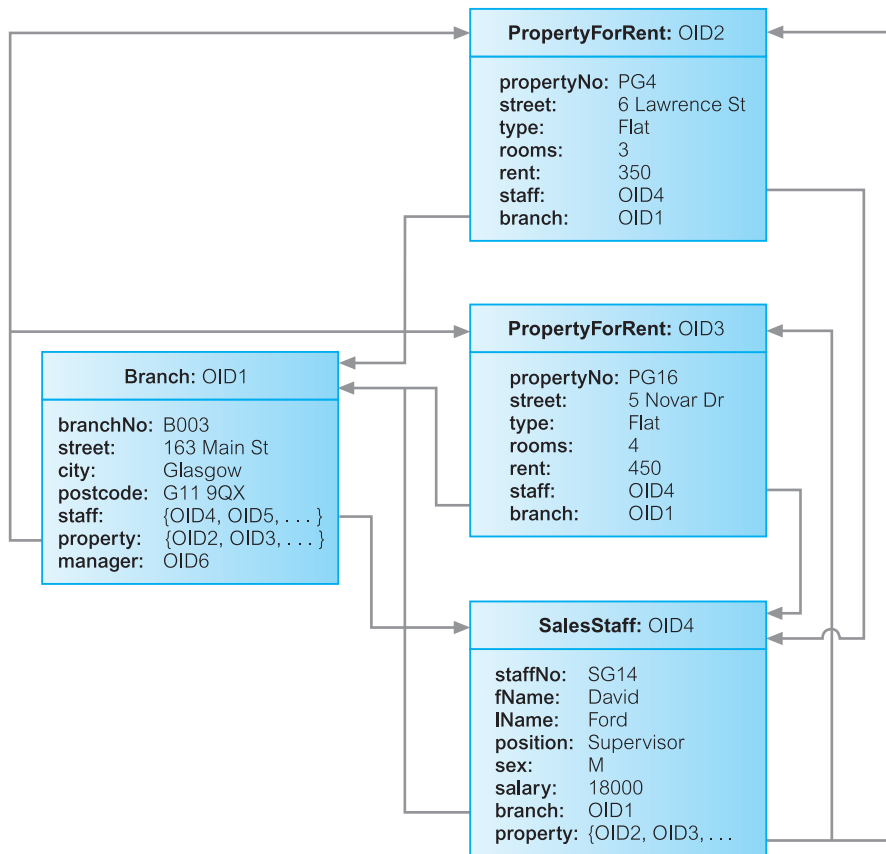 PropertyForRent: OID2
propertyNo: PG4
street: 6 Lawrence St
type: Flat
rooms: 3
rent: 350
staff: OID4
branch: OID1
PropertyForRent: OID3
propertyNo: PG16
street: 5 Novar Dr
type: Flat
rooms: 4
rent: 450
staff: OID4
branch: OID1
Branch: OID1
branchNo: B003
street: 163 Main St
city: Glasgow
postcode: G11 9QX
staff: {OID4, OID5, . . . }
property: {OID2, OID3, . . . }
manager: OID6
SalesStaff: OID4
staffNo: SG14
fName: David
lName: Ford
position: Supervisor
sex: M
salary: 18000
branch: OID1
property: {OID2, OID3, . . .